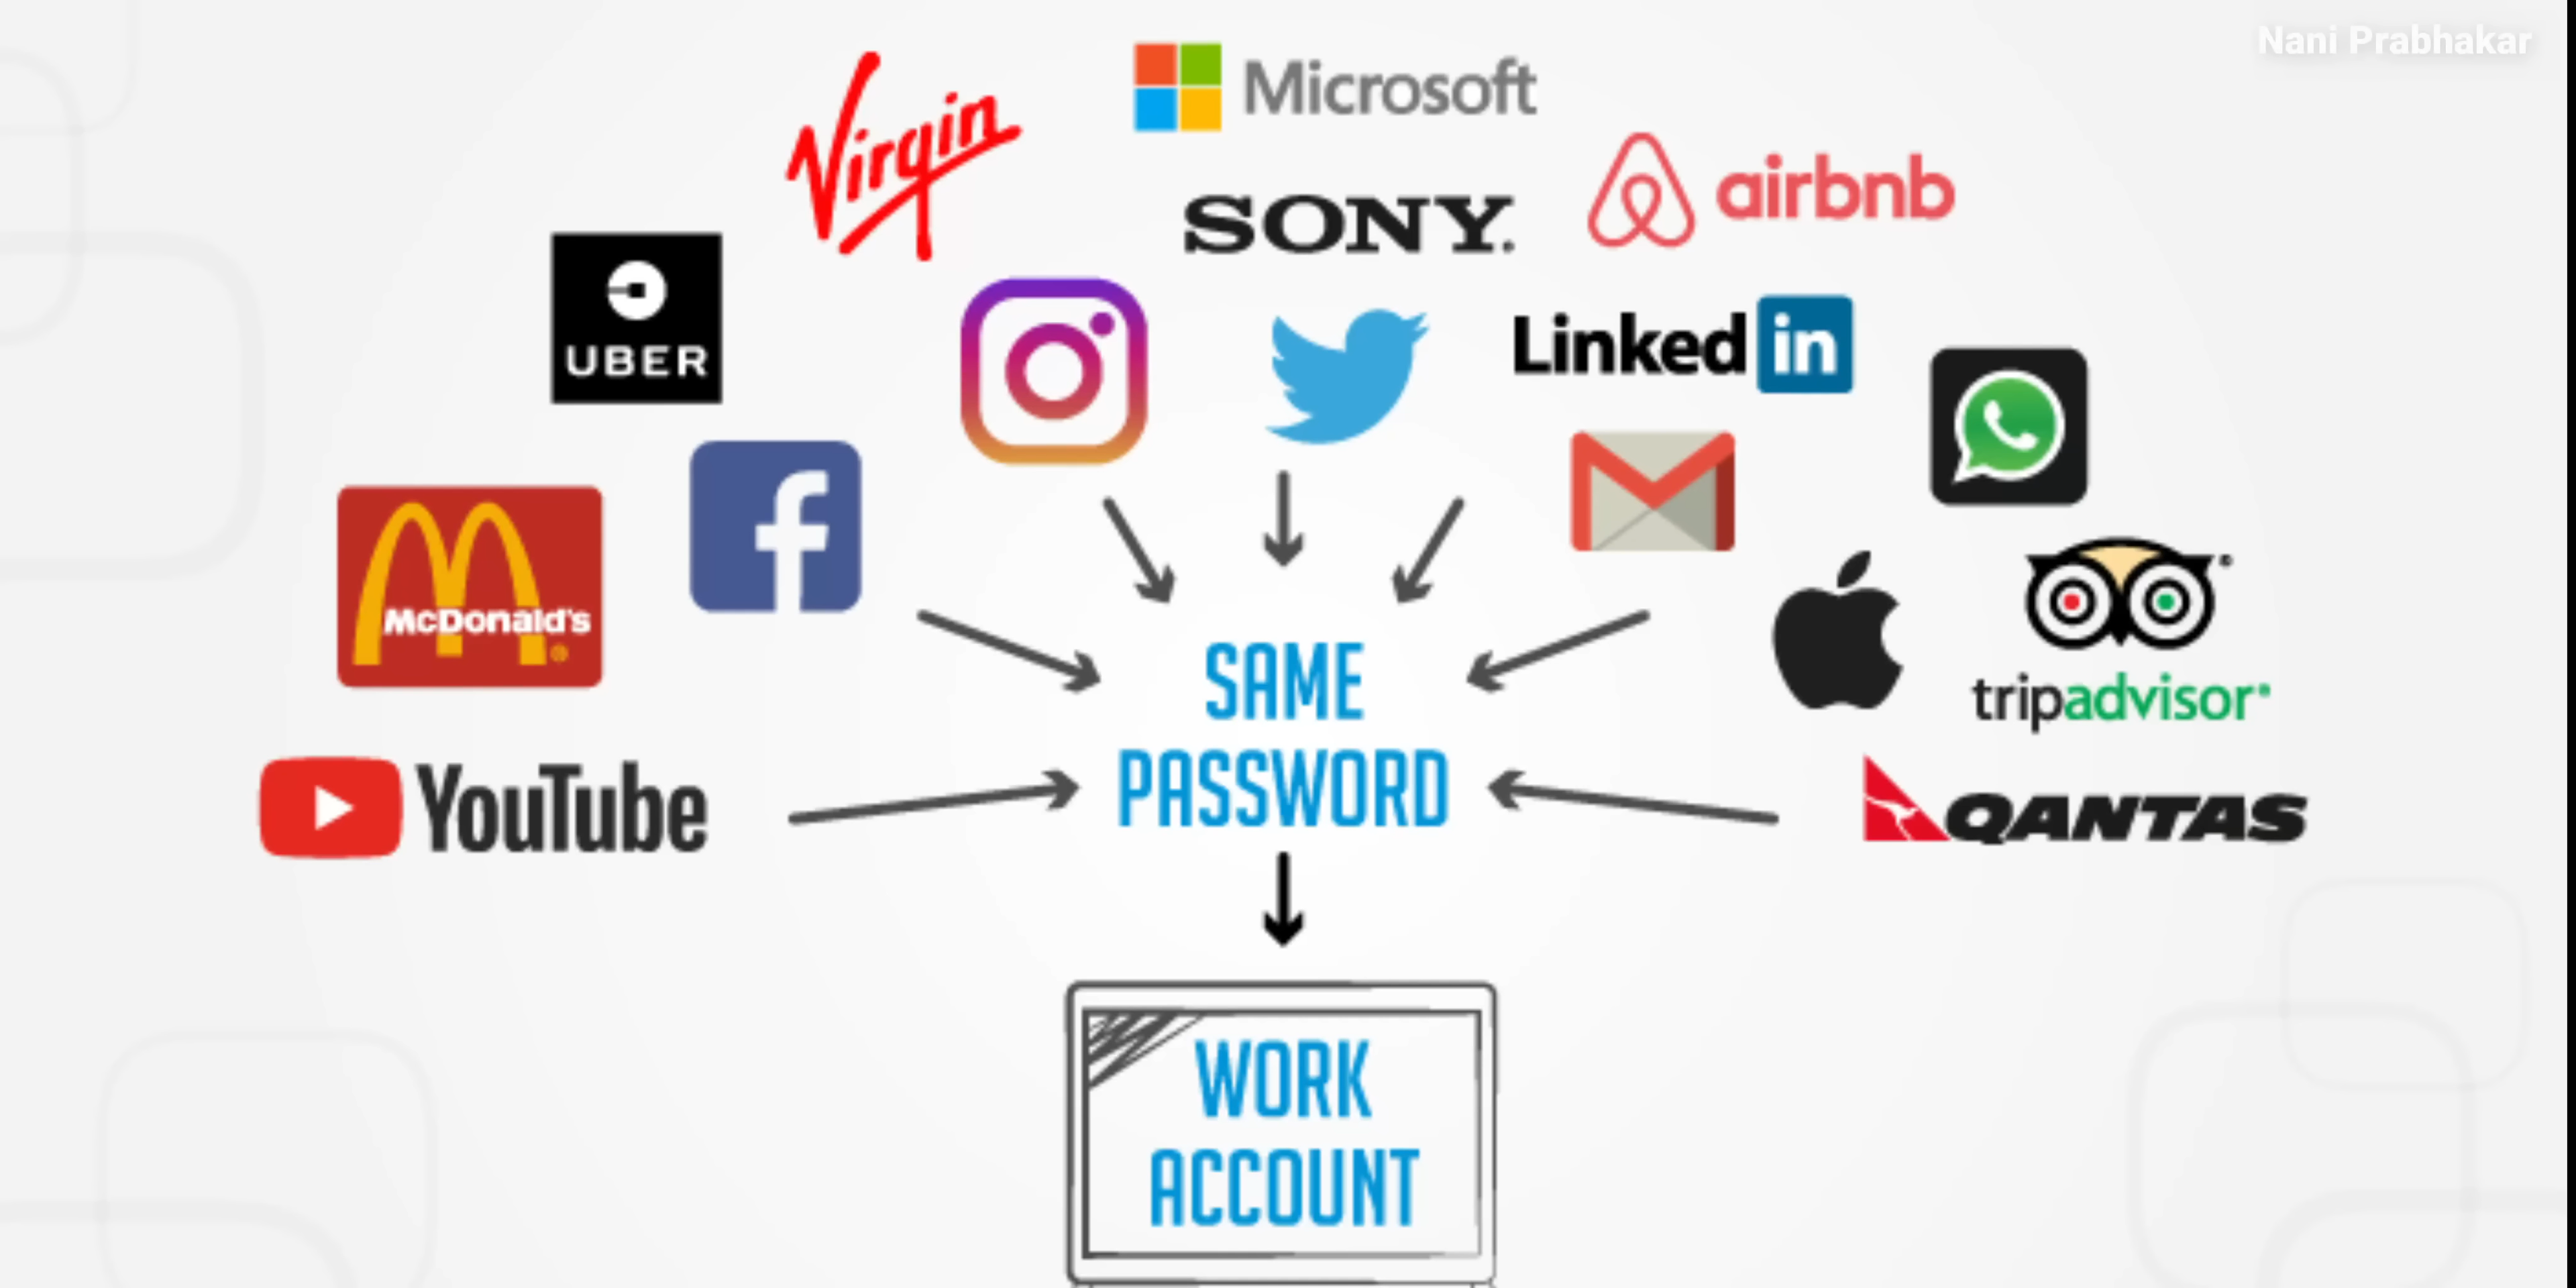 Nani Prabhakar
Microsoft
Virgin
airbnb
SONY.
UBER
Linked in
McDonald's
tripadvisor
YouTube
QANTAS
SAME
PASSWORD
WORK
ACCOUNT